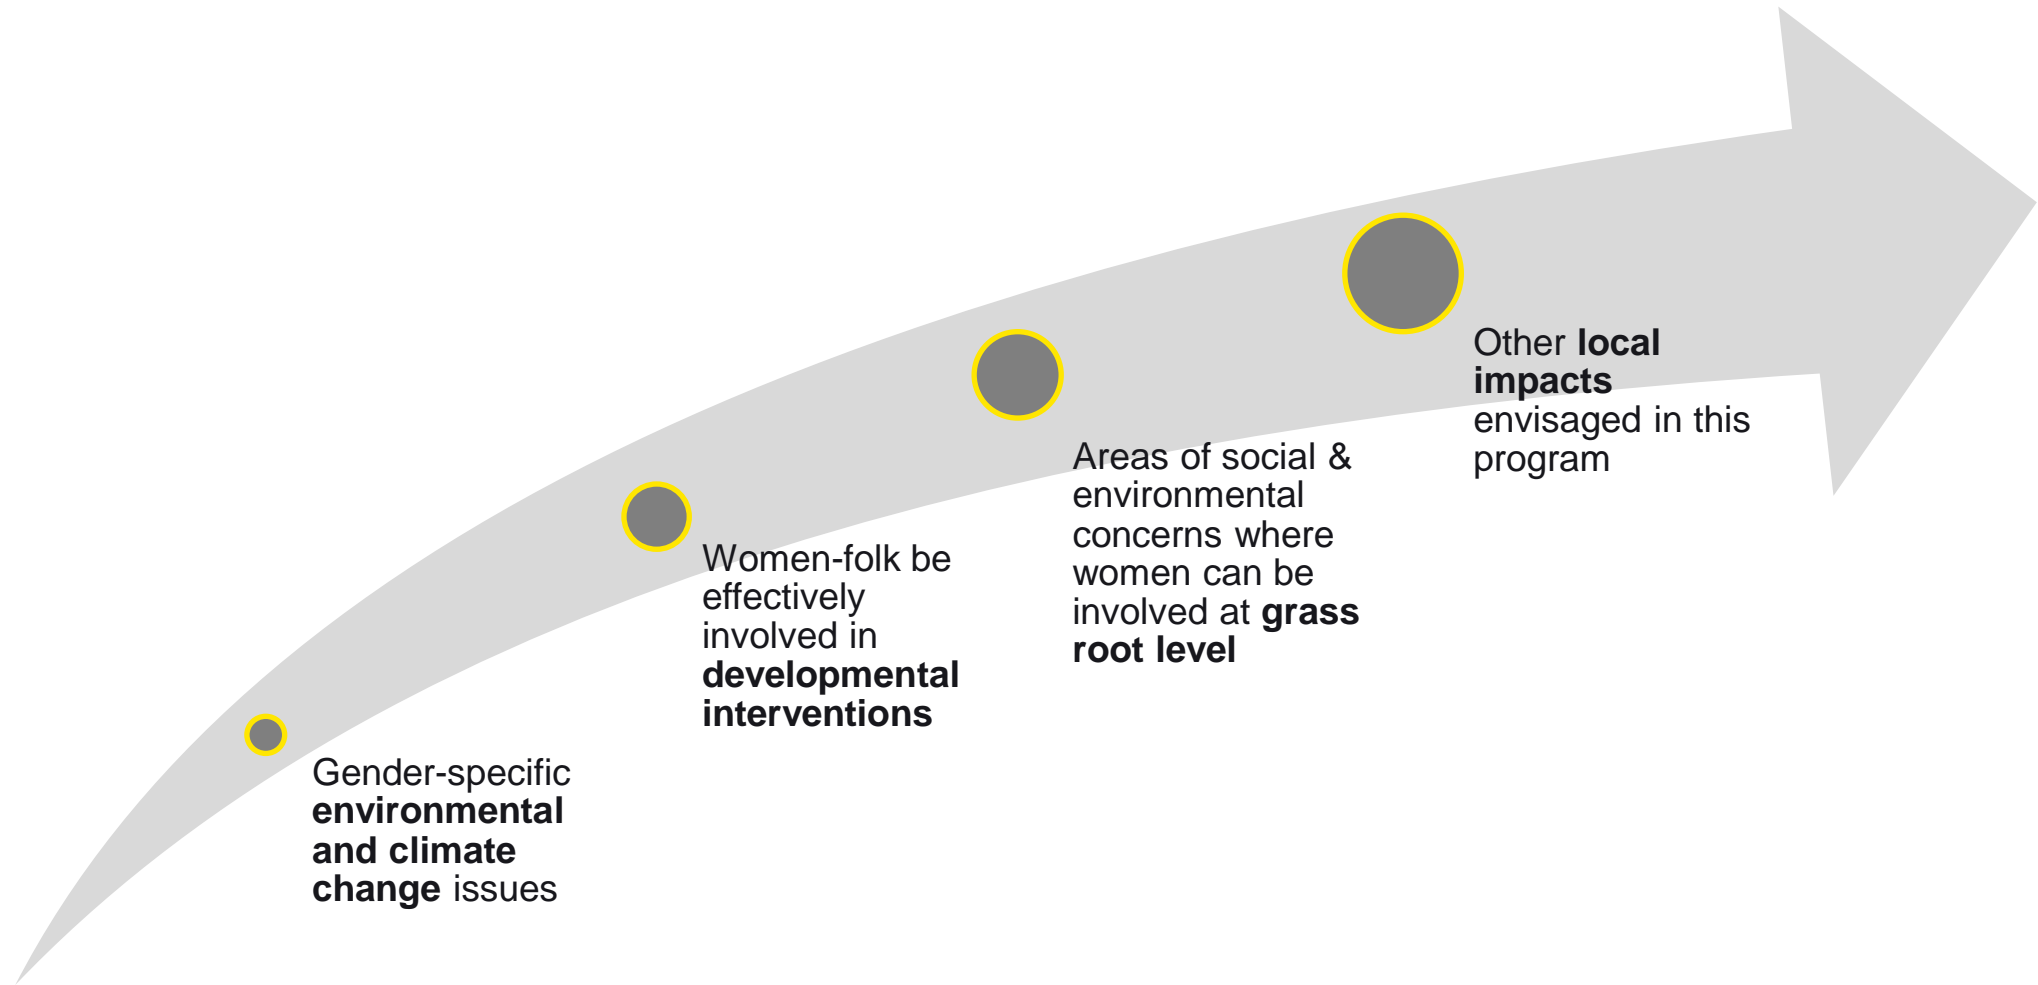 Gender-specific
environmental
and climate
change issues
Women-folk be
effectively
involved in
developmental
interventions
Areas of social &
environmental
concerns where
women can be
involved at grass
root level
Other local
impacts
envisaged in this
program